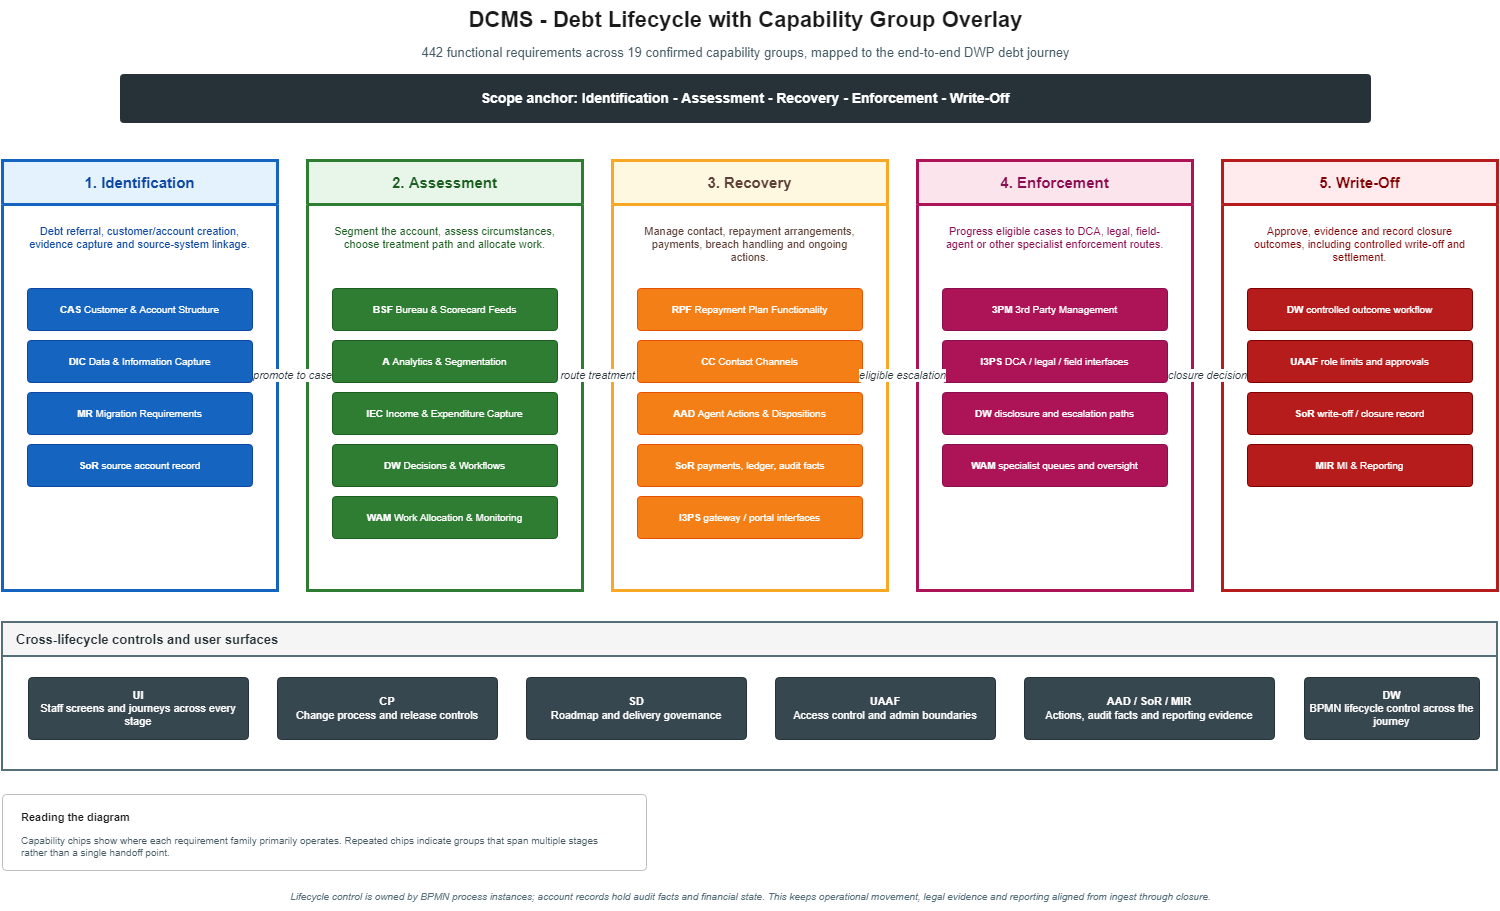 DCMS - Debt Lifecycle with Capability Group Overlay
442 functional requirements across 19 confirmed capability groups, mapped to the end-to-end DWP debt journey
Scope anchor: Identification - Assessment - Recovery - Enforcement - Write-Off
1. Identification
Debt referral, customer/account creation,
evidence capture and source-system linkage.
CAS Customer & Account Structure
DIC Data & Information Capture
MR Migration Requirements
SoR source account record
promote to case
2. Assessment
Segment the account, assess circumstances,
choose treatment path and allocate work.
BSF Bureau & Scorecard Feeds
A Analytics & Segmentation
IEC Income & Expenditure Capture
DW Decisions & Workflows
WAM Work Allocation & Monitoring
route treatment
3. Recovery
Manage contact, repayment arrangements,
payments, breach handling and ongoing
actions.
RPF Repayment Plan Functionality
CC Contact Channels
AAD Agent Actions & Dispositions
SoR payments, ledger, audit facts
I3PS gateway / portal interfaces
eligible escalation
4. Enforcement
Progress eligible cases to DCA, legal, field-
agent or other specialist enforcement routes.
3PM 3rd Party Management
I3PS DCA / legal / field interfaces
DW disclosure and escalation paths
WAM specialist queues and oversight
closure decision
5. Write-Off
Approve, evidence and record closure
outcomes, including controlled write-off and
settlement.
DW controlled outcome workflow
UAAF role limits and approvals
SoR write-off / closure record
MIR MI & Reporting
Cross-lifecycle controls and user surfaces
UI
Staff screens and journeys across every
stage
CP
Change process and release controls
SD
Roadmap and delivery governance
UAAF
Access control and admin boundaries
AAD / SoR / MIR
Actions, audit facts and reporting evidence
DW
BPMN lifecycle control across the
journey
Reading the diagram
Capability chips show where each requirement family primarily operates. Repeated chips indicate groups that span multiple stages
rather than a single handoff point.
Lifecycle control is owned by BPMN process instances; account records hold audit facts and financial state. This keeps operational movement, legal evidence and reporting aligned from ingest through closure.